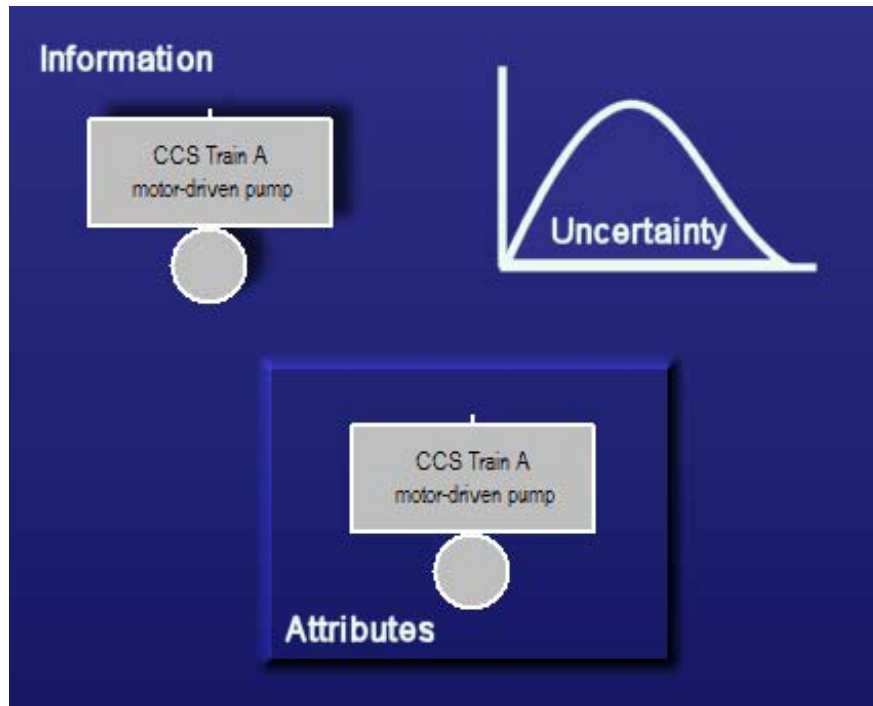 Information
CCS Train A
motor-driven pump
Uncertainty
CCS Train A
motor-driven pump
Attributes